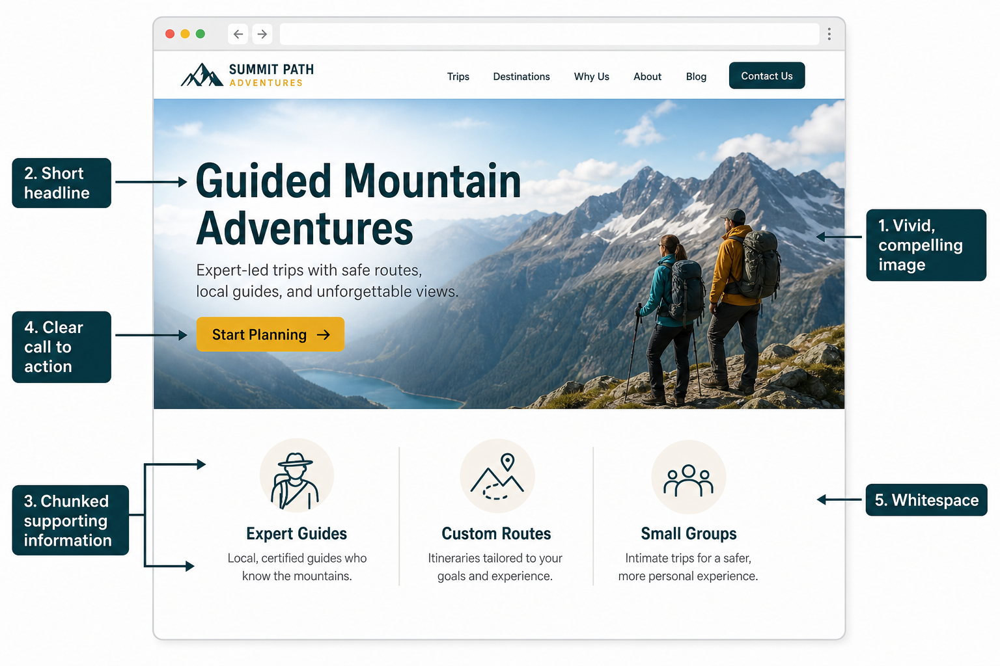 SUMMIT PATH
ADVENTURES
Trips
Destinations
Why Us
About
Blog
Contact Us
2. Short
headline
Guided Mountain
Adventures
Expert-led trips with safe routes,
local guides, and unforgettable views.
1. Vivid,
compelling
image
4. Clear
call to
action
Start Planning →
3. Chunked
supporting
information
Expert Guides
Local, certified guides who
know the mountains.
Custom Routes
Itineraries tailored to your
goals and experience.
Small Groups
Intimate trips for a safer,
more personal experience.
5. Whitespace